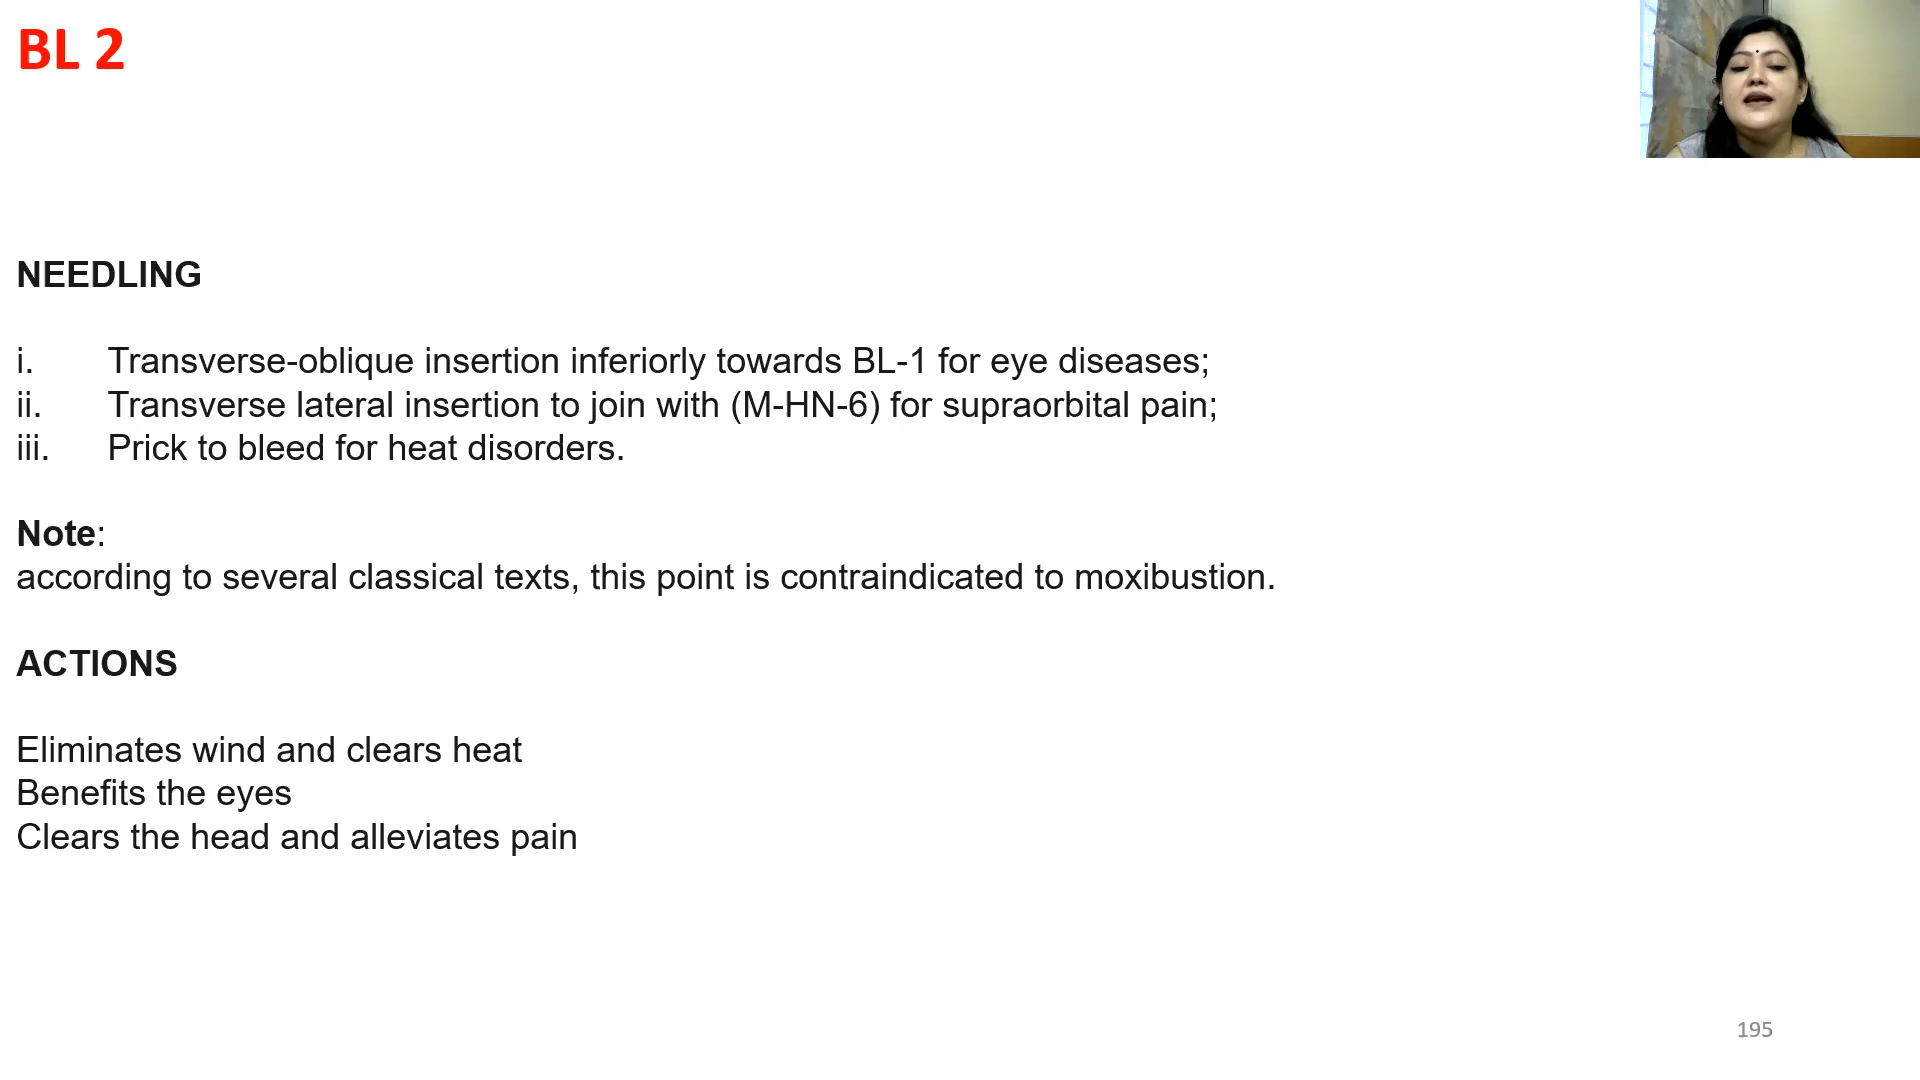 BL 2
NEEDLING
i. Transverse-oblique insertion inferiorly towards BL-1 for eye diseases;
ii. Transverse lateral insertion to join with (M-HN-6) for supraorbital pain;
iii. Prick to bleed for heat disorders.
Note:
according to several classical texts, this point is contraindicated to moxibustion.
ACTIONS
Eliminates wind and clears heat
Benefits the eyes
Clears the head and alleviates pain
195